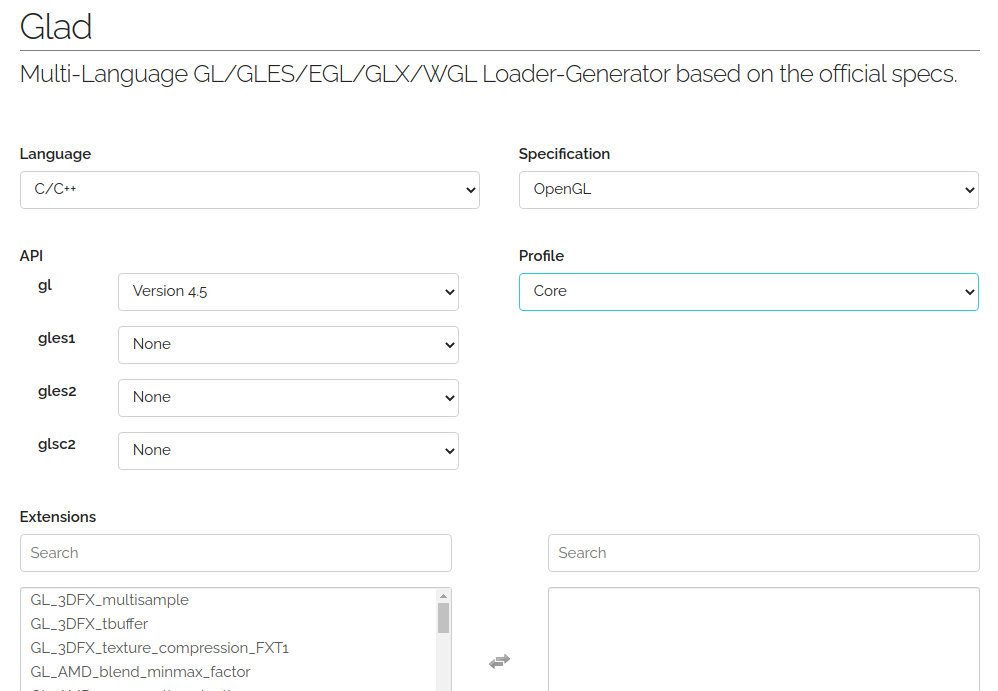 Glad
Multi-Language GL/GLES/EGL/GLX/WGL Loader-Generator based on the official specs.
Language
C/C++
Specification
OpenGL
API
gl
Version 4.5
Profile
Core
gles1
None
gles2
None
glsc2
None
Extensions
Search
Search
GL_3DFX_multisample
GL_3DFX_tbuffer
GL_3DFX_texture_compression_FXT1
GL_AMD_blend_minmax_factor